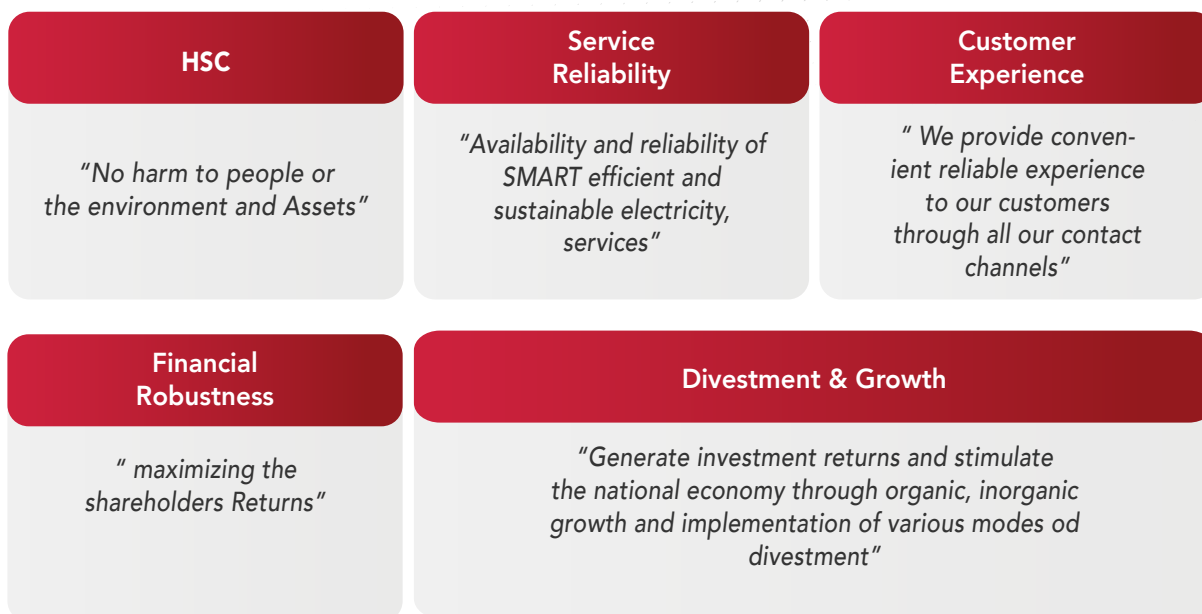 HSC
"No harm to people or
the environment and Assets"
Service
Reliability
"Availability and reliability of
SMART efficient and
sustainable electricity,
services"
Customer
Experience
" We provide conven-
ient reliable experience
to our customers
through all our contact
channels"
Financial
Robustness
" maximizing the
shareholders Returns"
Divestment & Growth
"Generate investment returns and stimulate
the national economy through organic, inorganic
growth and implementation of various modes od
divestment"